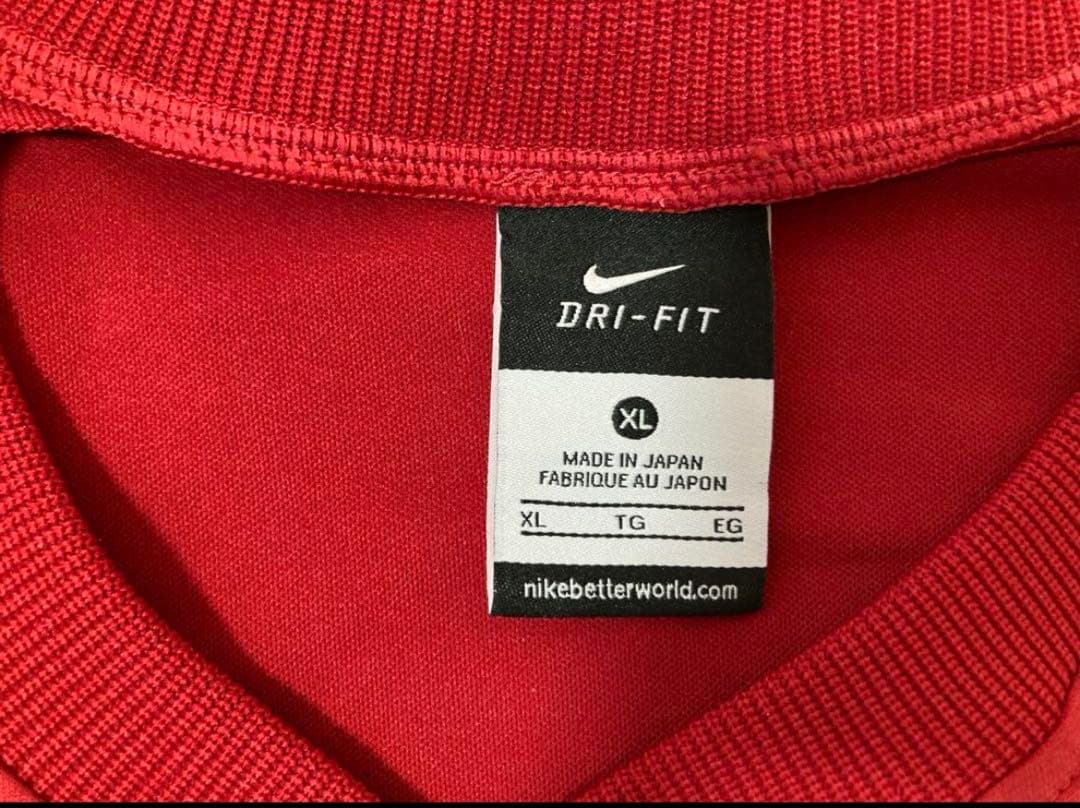 DRI-FIT
XL
MADE IN JAPAN
FABRIQUE AU JAPON
XL TG EG
nikebetterworld.com